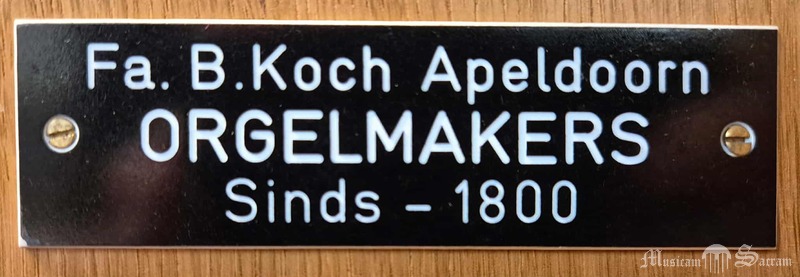 Fa. B.Koch Apeldoorn
ORGELMAKERS
Sinds - 1800
Musicam Sacram